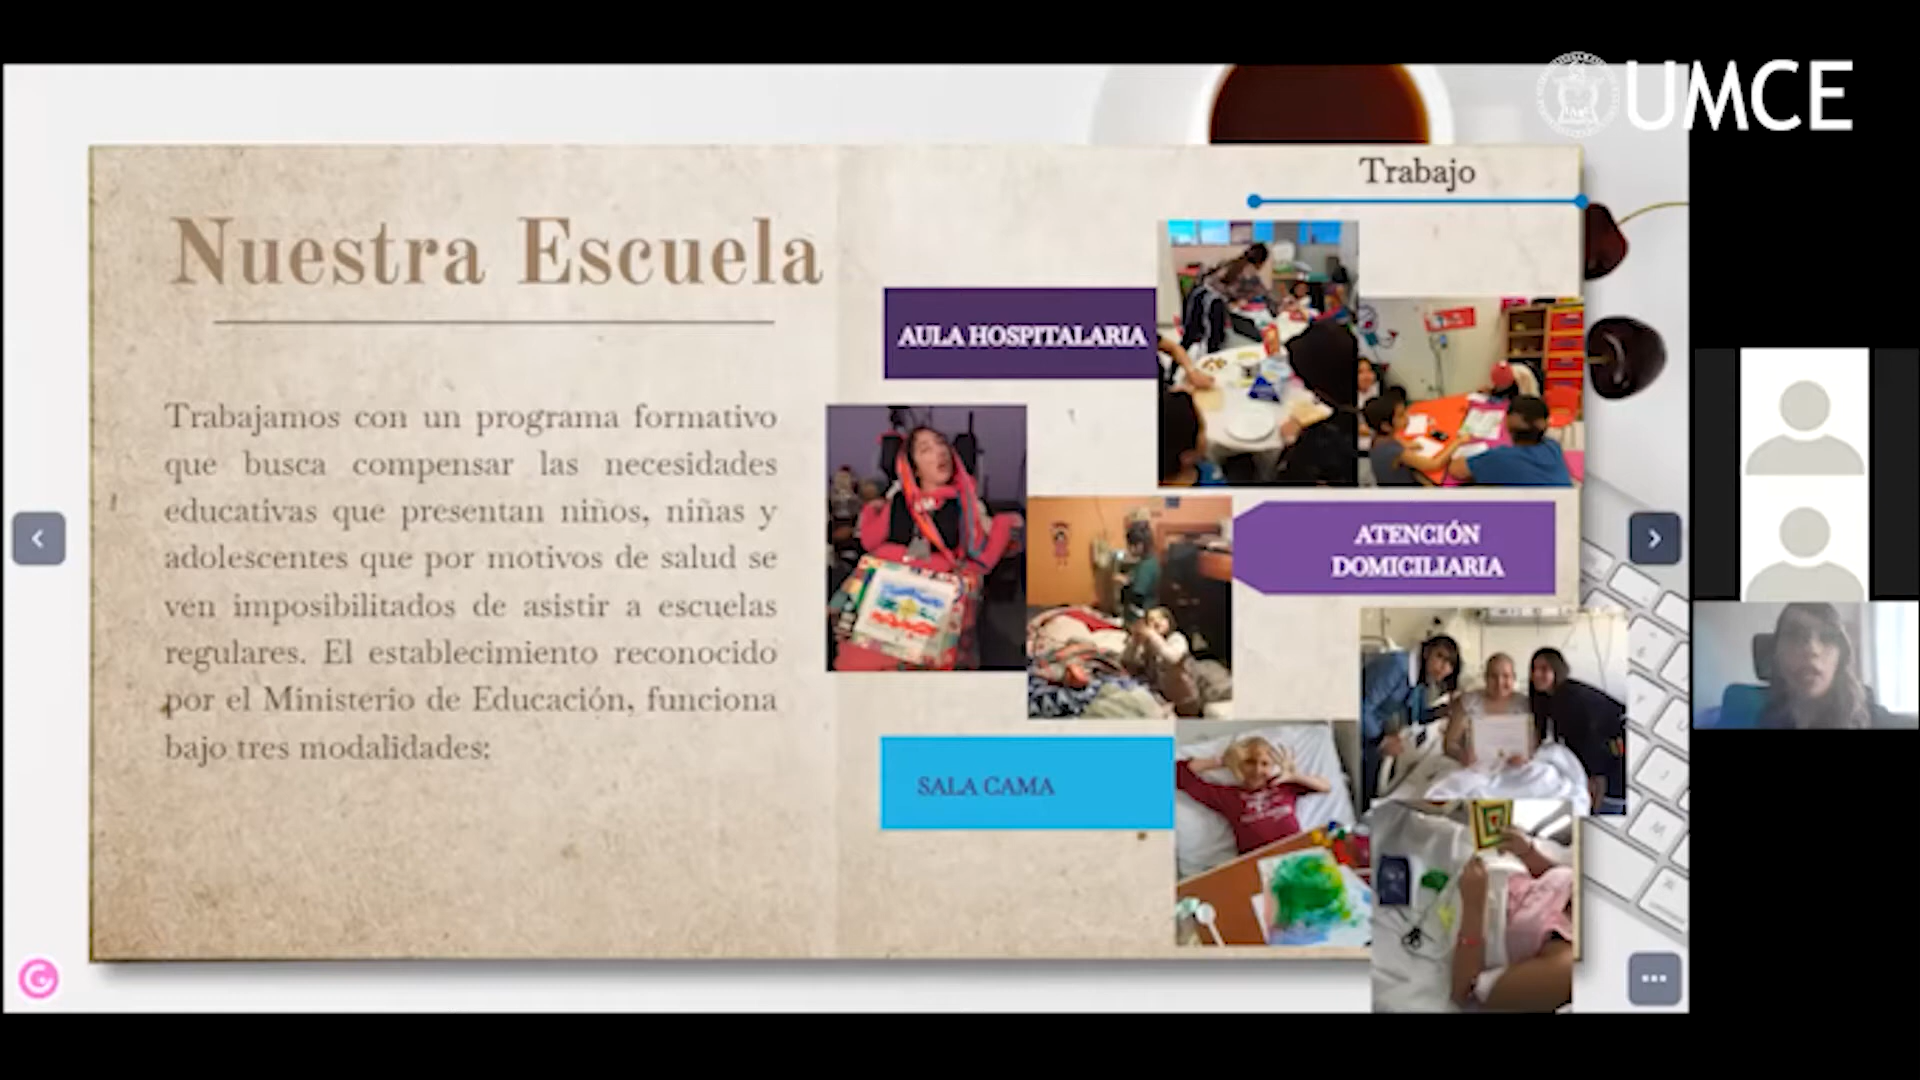 UMCE
Trabajo
Nuestra Escuela
Trabajamos con un programa formativo
que busca compensar las necesidades
educativas que presentan niños, niñas y
adolescentes que por motivos de salud se
ven imposibilitados de asistir a escuelas
regulares. El establecimiento reconocido
por el Ministerio de Educación, funciona
bajo tres modalidades:
AULA HOSPITALARIA
ATENCIÓN
DOMICILIARIA
SALA CAMA